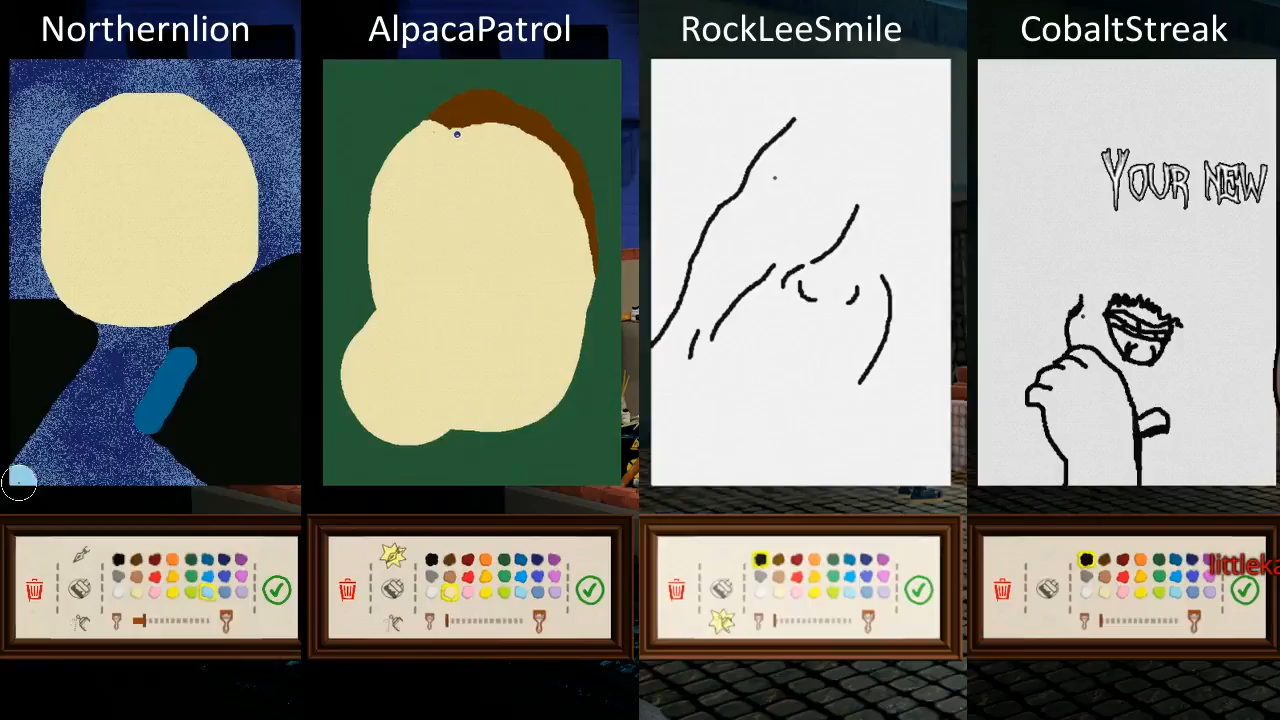 Northernlion
AlpacaPatrol
RockLeeSmile
CobaltStreak
YOUR NEW